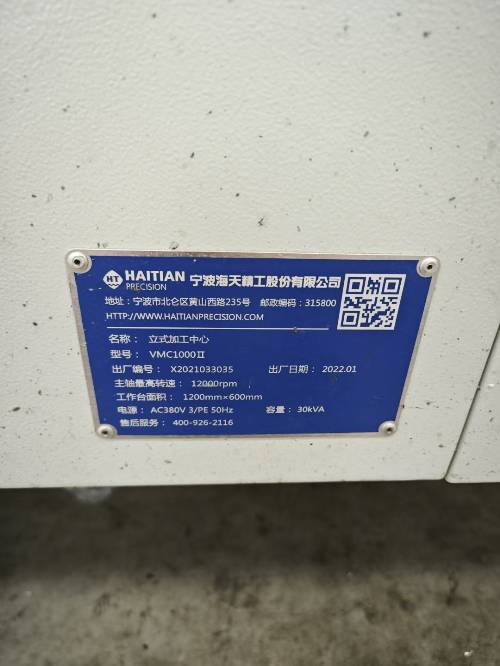 HT HAITIAN PRECISION 宁波海天精工股份有限公司
地址：宁波市北仑区黄山西路235号 邮政编码：315800
HTTP://WWW.HAITIANPRECISION.COM
名称： 立式加工中心
型号： VMC1000Ⅱ
出厂编号： X2021033035 出厂日期： 2022.01
主轴最高转速： 12000rpm
工作台面积： 1200mm×600mm
电源： AC380V 3/PE 50Hz 容量： 30kVA
售后服务： 400-926-2116